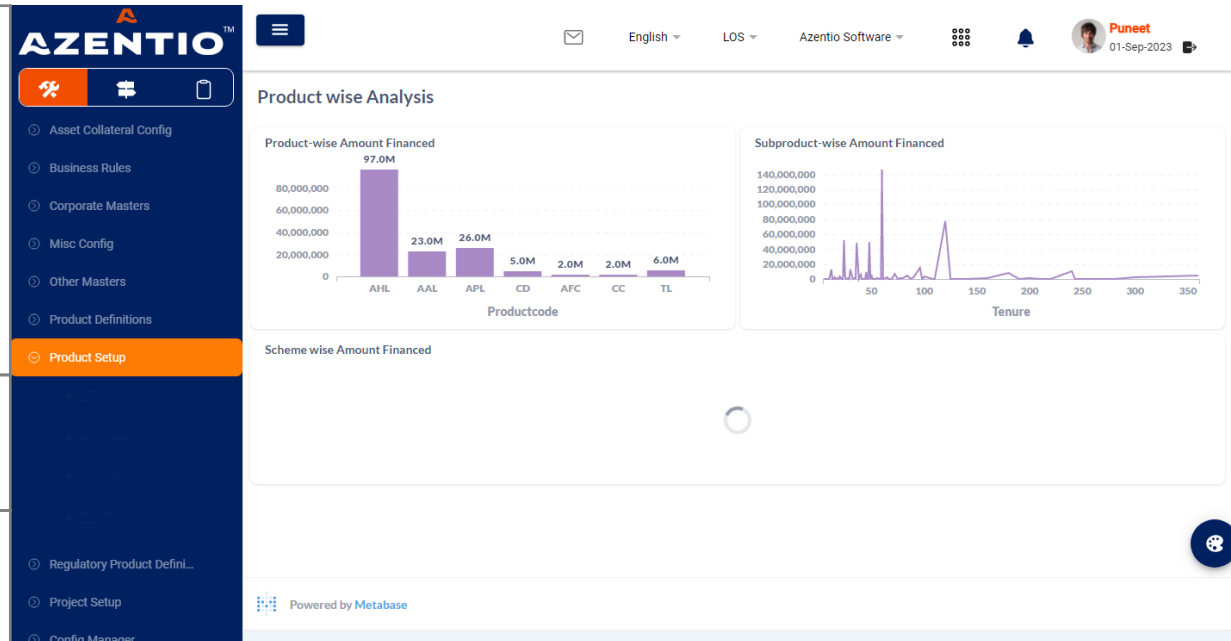 AZENTIO™
English
LOS
Azentio Software
Puneet
01-Sep-2023
Asset Collateral Config
Business Rules
Corporate Masters
Misc Config
Other Masters
Product Definitions
Product Setup
Regulatory Product Defini...
Project Setup
Config Manager
Product wise Analysis
Product-wise Amount Financed
97.0M
80,000,000
60,000,000
40,000,000
20,000,000
0
23.0M
26.0M
5.0M
2.0M
2.0M
6.0M
AHL AAL APL CD AFC CC TL
Productcode
Subproduct-wise Amount Financed
140,000,000
120,000,000
100,000,000
80,000,000
60,000,000
40,000,000
20,000,000
0
50 100 150 200 250 300 350
Tenure
Scheme wise Amount Financed
Powered by Metabase